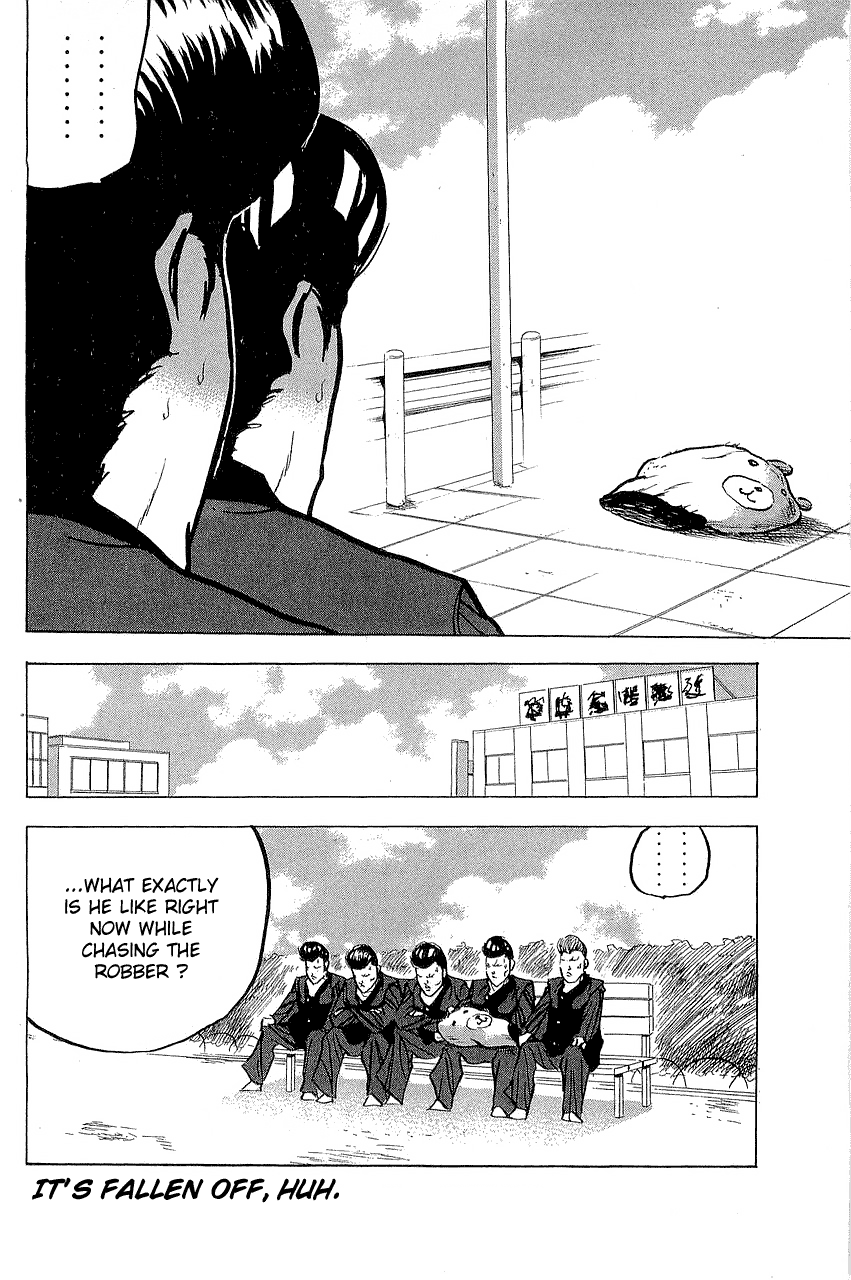 ...WHAT EXACTLY
IS HE LIKE RIGHT
NOW WHILE
CHASING THE
ROBBER ?
IT'S FALLEN OFF, HUH.